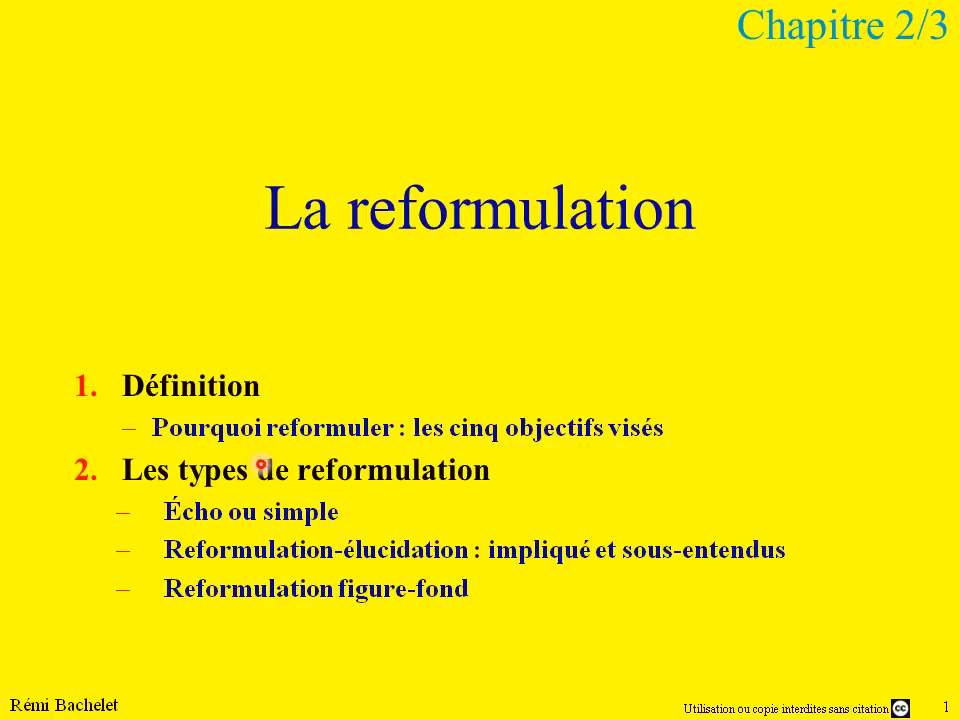 Chapitre 2/3
La reformulation
1. Définition
– Pourquoi reformuler : les cinq objectifs visés
2. Les types de reformulation
– Écho ou simple
– Reformulation-élucidation : impliqué et sous-entendus
– Reformulation figure-fond
Rémi Bachelet
Utilisation ou copie interdites sans citation cc 1